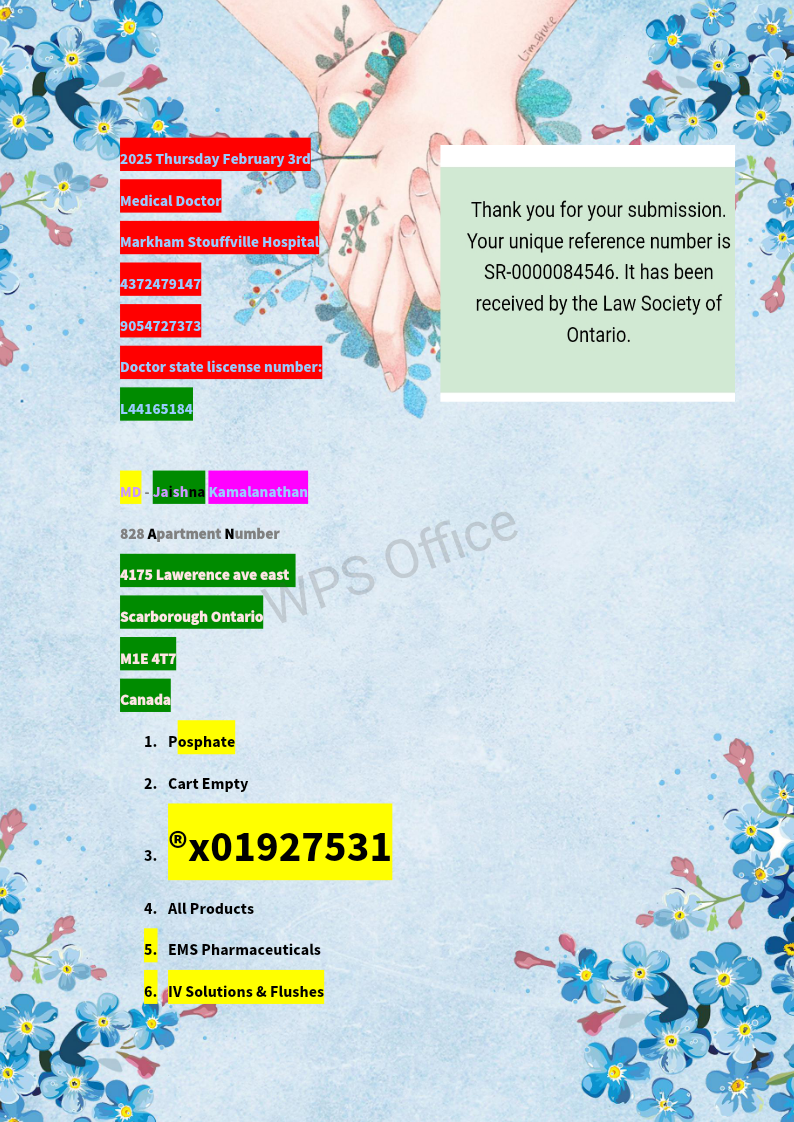 Lim.Bruce
2025 Thursday February 3rd
Medical Doctor
Markham Stouffville Hospital
4372479147
9054727373
Doctor state liscense number:
L44165184
Thank you for your submission.
Your unique reference number is
SR-0000084546. It has been
received by the Law Society of
Ontario.
MD - Jaishna Kamalanathan
828 Apartment Number
4175 Lawerence ave east
Scarborough Ontario
M1E 4T7
Canada
WPS Office
1. Posphate
2. Cart Empty
3. ®x01927531
4. All Products
5. EMS Pharmaceuticals
6. IV Solutions & Flushes